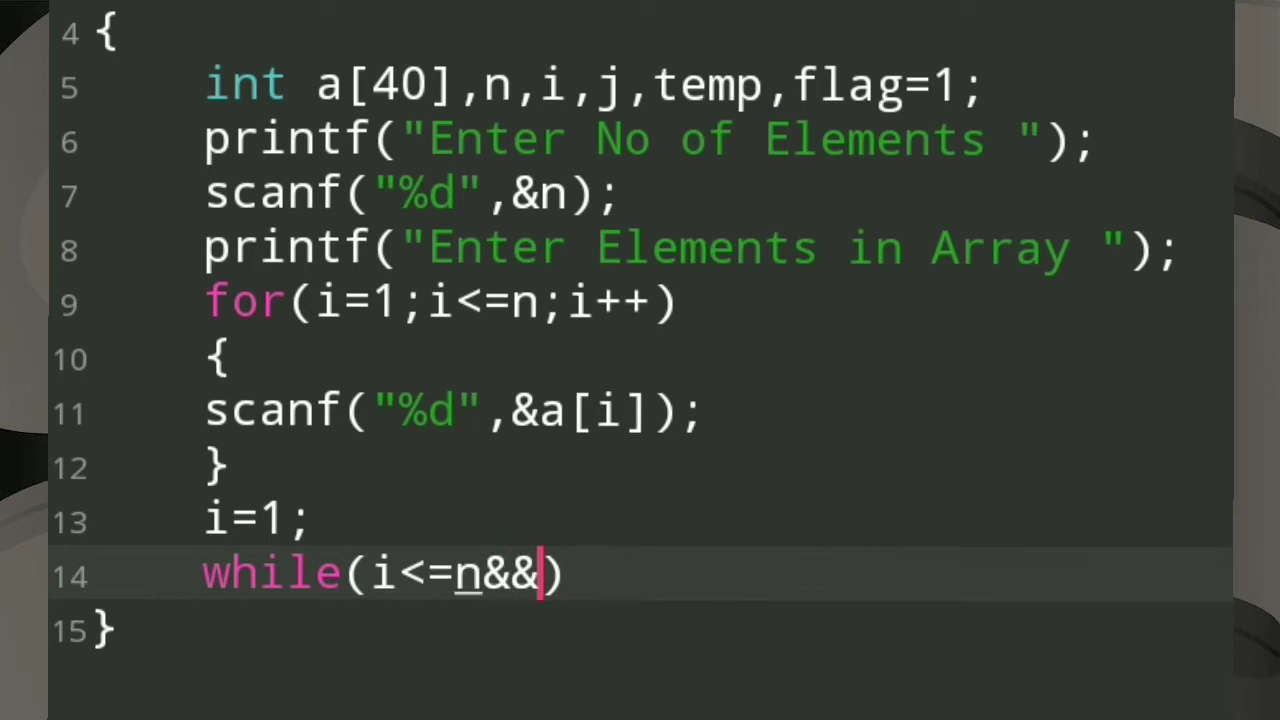 4 {
5 int a[40],n,i,j,temp,flag=1;
6 printf("Enter No of Elements ");
7 scanf("%d",&n);
8 printf("Enter Elements in Array ");
9 for(i=1;i<=n;i++)
10 {
11 scanf("%d",&a[i]);
12 }
13 i=1;
14 while(i<=n&&)
15 }